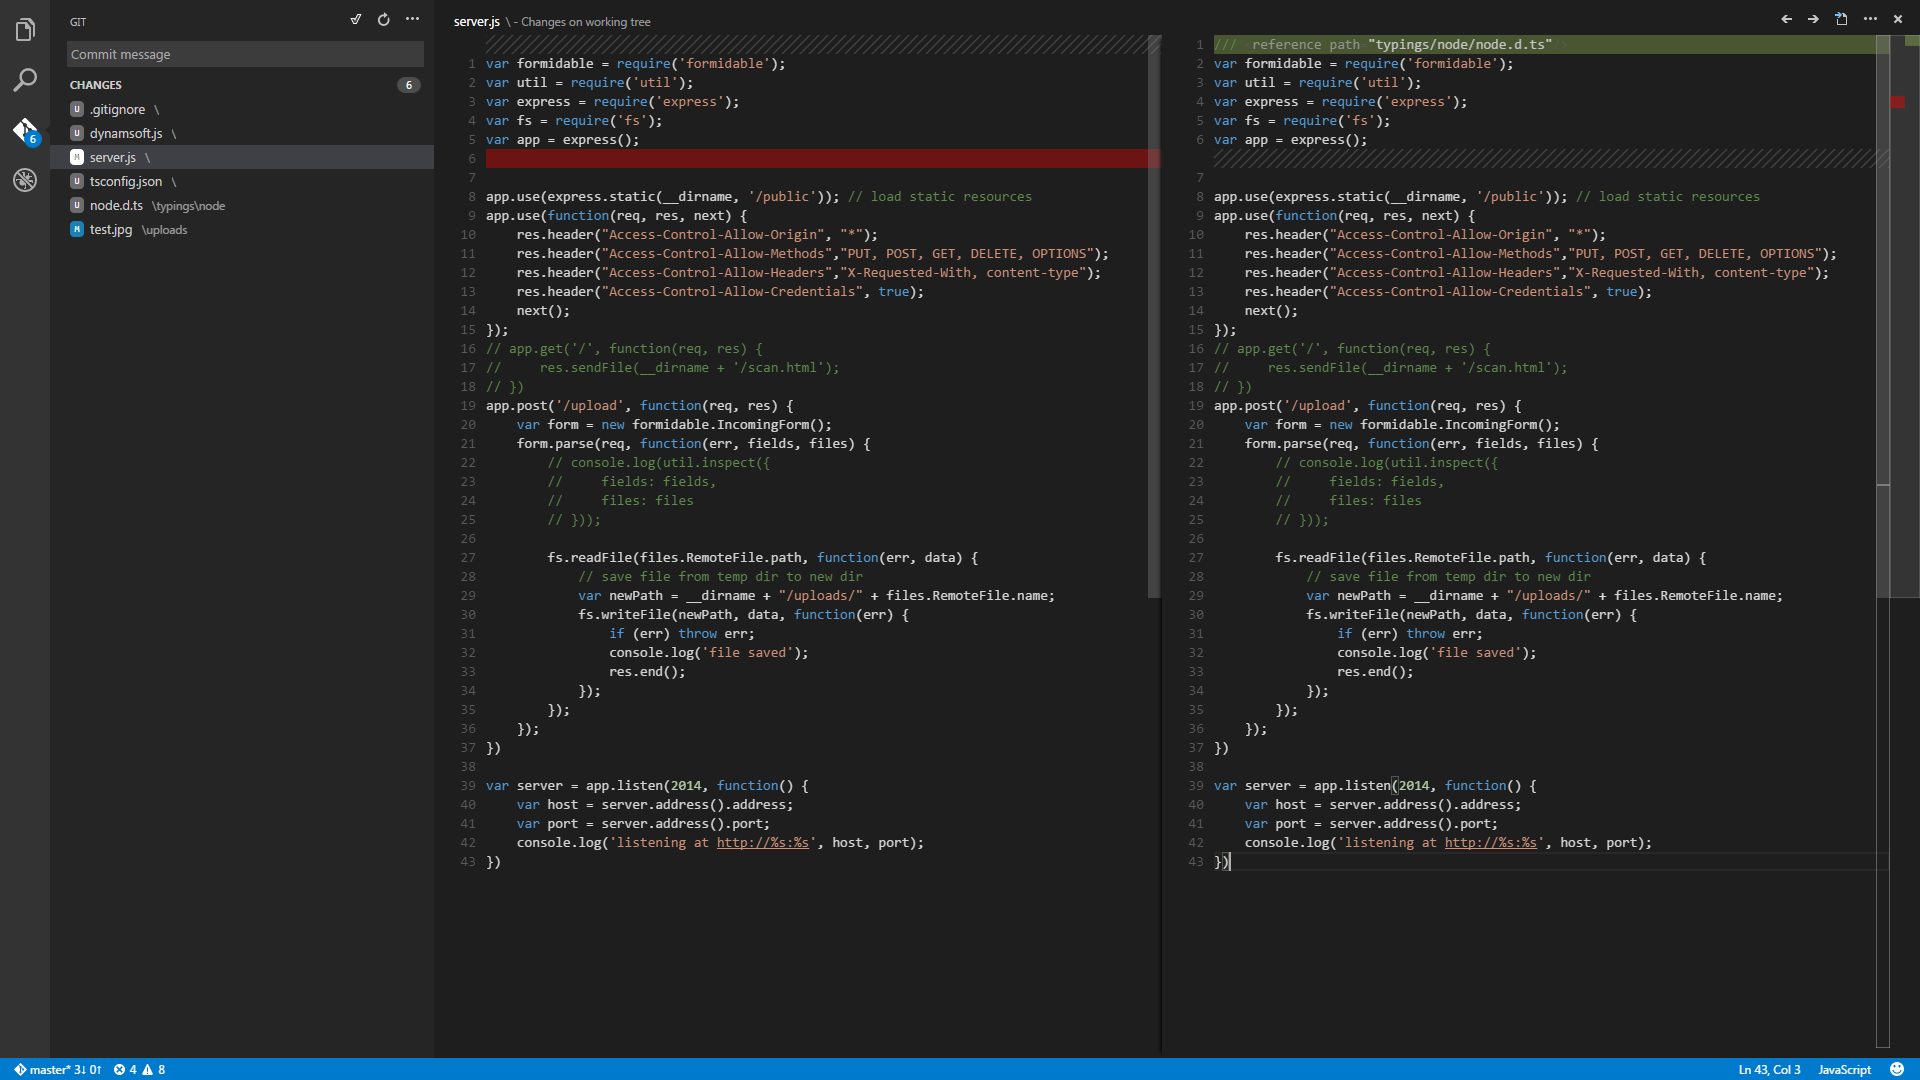 GIT
Commit message
CHANGES 6
U .gitignore \
U dynamsoft.js \
M server.js \
U tsconfig.json \
U node.d.ts \typings\node
M test.jpg \uploads
6
server.js \ - Changes on working tree
1 var formidable = require('formidable');
2 var util = require('util');
3 var express = require('express');
4 var fs = require('fs');
5 var app = express();
6
7
8 app.use(express.static(__dirname, '/public')); // load static resources
9 app.use(function(req, res, next) {
10 res.header("Access-Control-Allow-Origin", "*");
11 res.header("Access-Control-Allow-Methods","PUT, POST, GET, DELETE, OPTIONS");
12 res.header("Access-Control-Allow-Headers","X-Requested-With, content-type");
13 res.header("Access-Control-Allow-Credentials", true);
14 next();
15 });
16 // app.get('/', function(req, res) {
17 // res.sendFile(__dirname + '/scan.html');
18 // })
19 app.post('/upload', function(req, res) {
20 var form = new formidable.IncomingForm();
21 form.parse(req, function(err, fields, files) {
22 // console.log(util.inspect({
23 // fields: fields,
24 // files: files
25 // }));
26
27 fs.readFile(files.RemoteFile.path, function(err, data) {
28 // save file from temp dir to new dir
29 var newPath = __dirname + "/uploads/" + files.RemoteFile.name;
30 fs.writeFile(newPath, data, function(err) {
31 if (err) throw err;
32 console.log('file saved');
33 res.end();
34 });
35 });
36 });
37 })
38
39 var server = app.listen(2014, function() {
40 var host = server.address().address;
41 var port = server.address().port;
42 console.log('listening at http://%s:%s', host, port);
43 })
1 /// reference path "typings/node/node.d.ts"
2 var formidable = require('formidable');
3 var util = require('util');
4 var express = require('express');
5 var fs = require('fs');
6 var app = express();
7
8 app.use(express.static(__dirname, '/public')); // load static resources
9 app.use(function(req, res, next) {
10 res.header("Access-Control-Allow-Origin", "*");
11 res.header("Access-Control-Allow-Methods","PUT, POST, GET, DELETE, OPTIONS");
12 res.header("Access-Control-Allow-Headers","X-Requested-With, content-type");
13 res.header("Access-Control-Allow-Credentials", true);
14 next();
15 });
16 // app.get('/', function(req, res) {
17 // res.sendFile(__dirname + '/scan.html');
18 // })
19 app.post('/upload', function(req, res) {
20 var form = new formidable.IncomingForm();
21 form.parse(req, function(err, fields, files) {
22 // console.log(util.inspect({
23 // fields: fields,
24 // files: files
25 // }));
26
27 fs.readFile(files.RemoteFile.path, function(err, data) {
28 // save file from temp dir to new dir
29 var newPath = __dirname + "/uploads/" + files.RemoteFile.name;
30 fs.writeFile(newPath, data, function(err) {
31 if (err) throw err;
32 console.log('file saved');
33 res.end();
34 });
35 });
36 });
37 })
38
39 var server = app.listen(2014, function() {
40 var host = server.address().address;
41 var port = server.address().port;
42 console.log('listening at http://%s:%s', host, port);
43 })
master* 3↓ 0↑ 4 8
Ln 43, Col 3 JavaScript